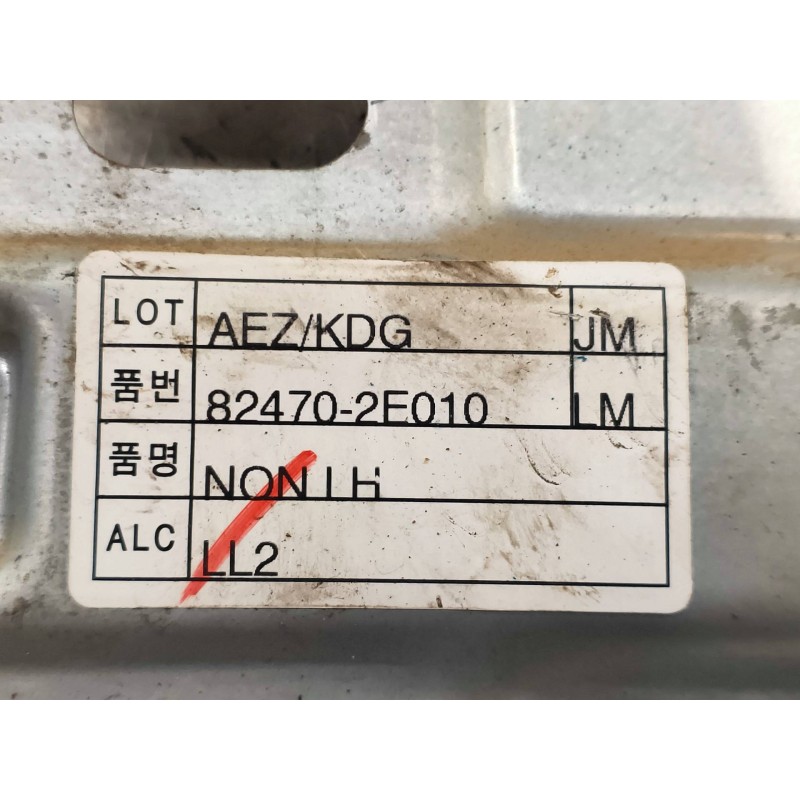 LOT AEZ/KDG JM
품번 82470-2E010 LM
품명 NON LH
ALC LL2